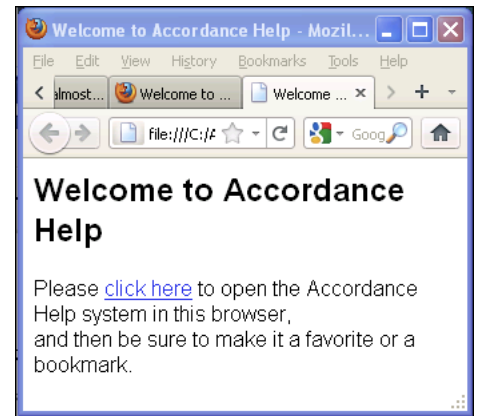 Welcome to Accordance Help - Mozil...
File Edit View History Bookmarks Tools Help
almost... Welcome to ... Welcome ...
file:///C:/ Goog
Welcome to Accordance
Help
Please click here to open the Accordance
Help system in this browser,
and then be sure to make it a favorite or a
bookmark.